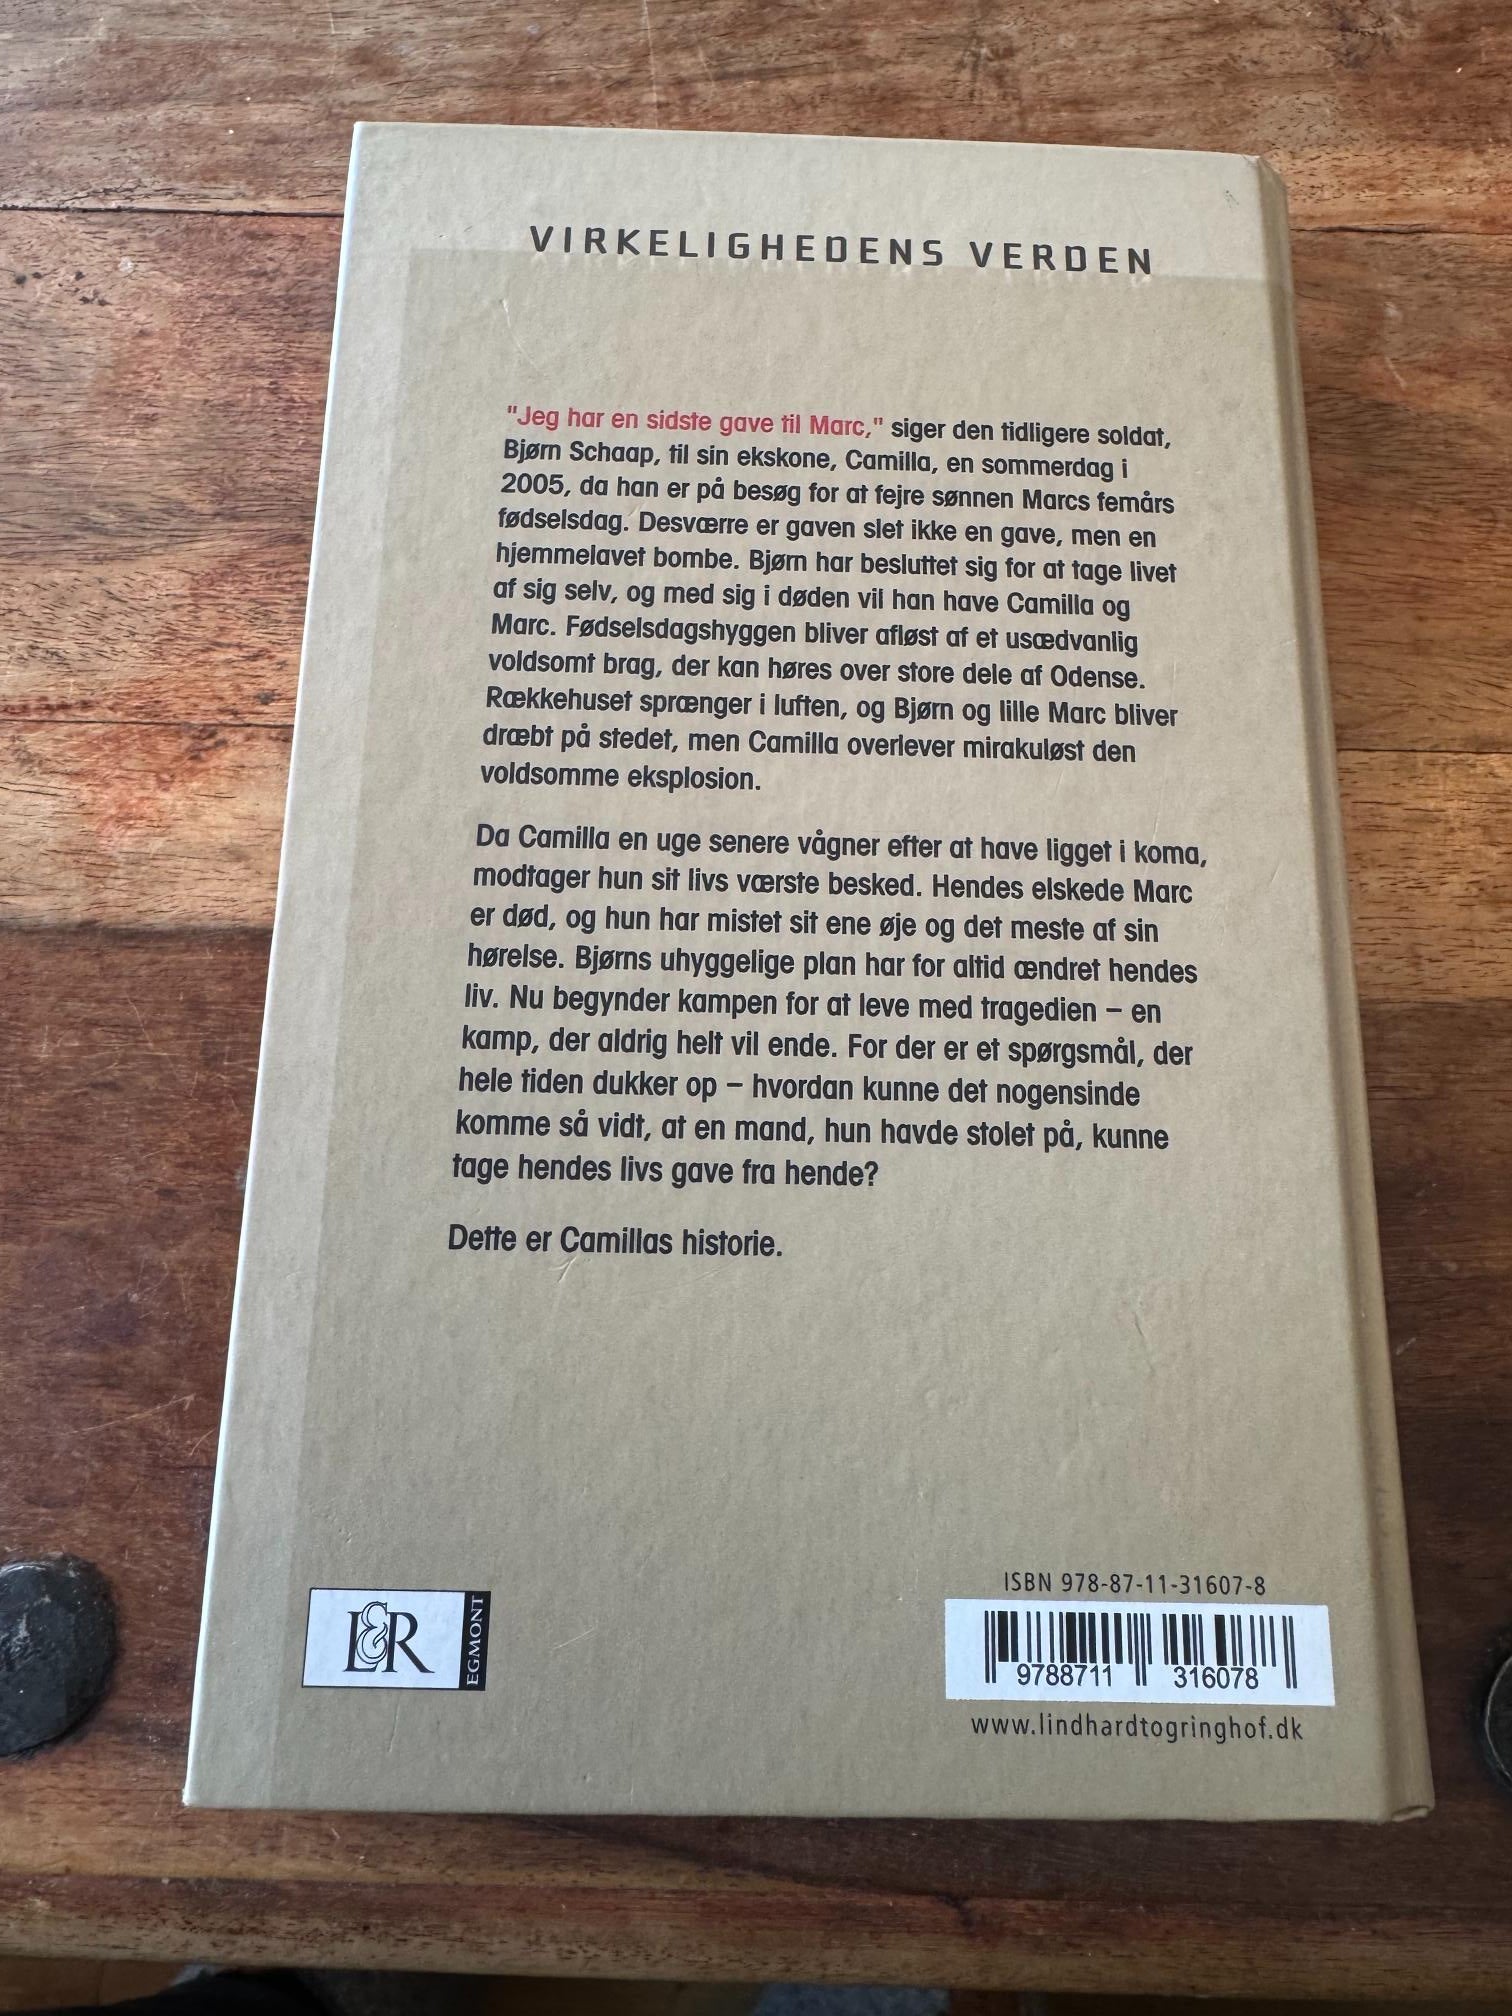 VIRKELIGHEDENS VERDEN
"Jeg har en sidste gave til Marc," siger den tidligere soldat,
Bjørn Schaap, til sin ekskone, Camilla, en sommerdag i
2005, da han er på besøg for at fejre sønnen Marcs femårs
fødselsdag. Desværre er gaven slet ikke en gave, men en
hjemmelavet bombe. Bjørn har besluttet sig for at tage livet
af sig selv, og med sig i døden vil han have Camilla og
Marc. Fødselsdagshyggen bliver afløst af et usædvanlig
voldsomt brag, der kan høres over store dele af Odense.
Rækkehuset sprænger i luften, og Bjørn og lille Marc bliver
dræbt på stedet, men Camilla overlever mirakuløst den
voldsomme eksplosion.
Da Camilla en uge senere vågner efter at have ligget i koma,
modtager hun sit livs værste besked. Hendes elskede Marc
er død, og hun har mistet sit ene øje og det meste af sin
hørelse. Bjørns uhyggelige plan har for altid ændret hendes
liv. Nu begynder kampen for at leve med tragedien – en
kamp, der aldrig helt vil ende. For der er et spørgsmål, der
hele tiden dukker op – hvordan kunne det nogensinde
komme så vidt, at en mand, hun havde stolet på, kunne
tage hendes livs gave fra hende?
Dette er Camillas historie.
L&R EGMONT
ISBN 978-87-11-31607-8
9788711 316078
www.lindhardtogringhof.dk